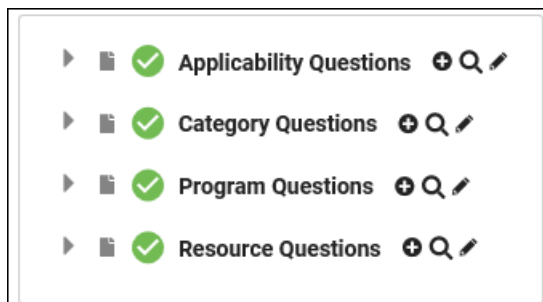 Applicability Questions
Category Questions
Program Questions
Resource Questions